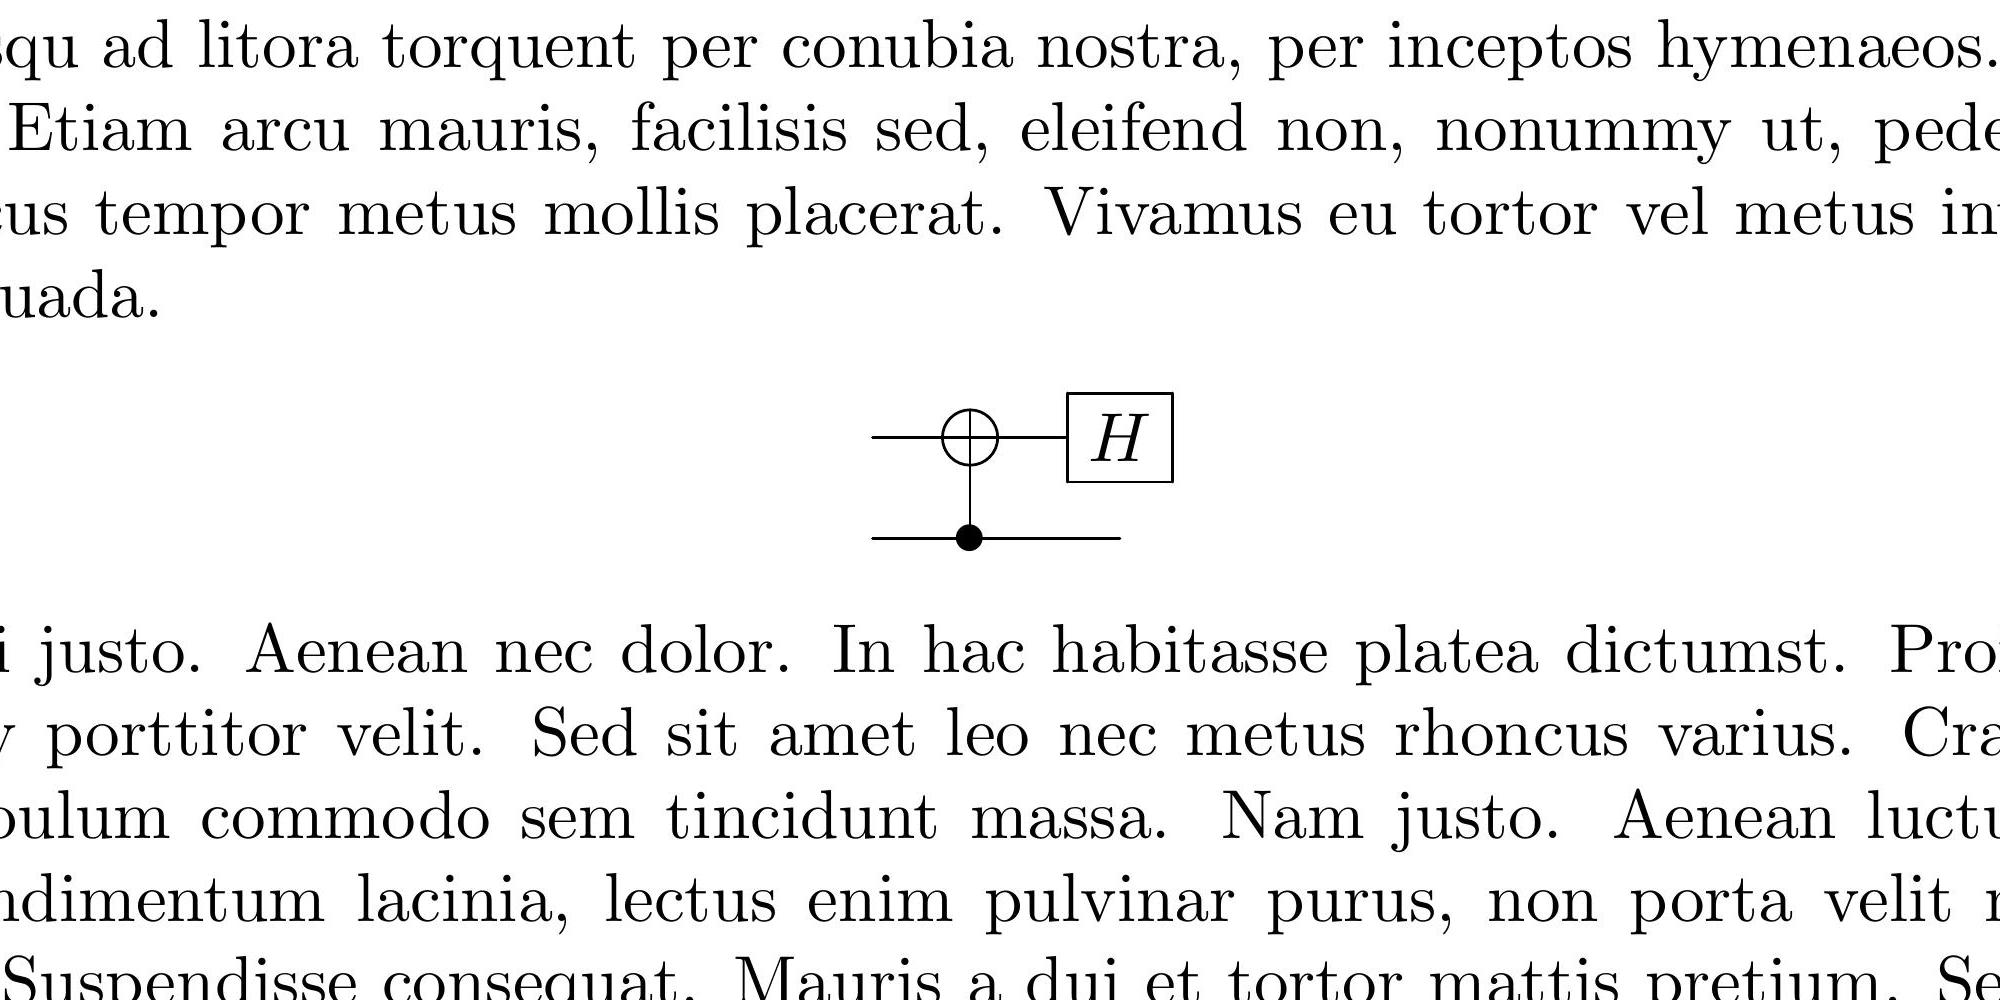 squ ad litora torquent per conubia nostra, per inceptos hymenaeos.
Etiam arcu mauris, facilisis sed, eleifend non, nonummy ut, pede
cus tempor metus mollis placerat. Vivamus eu tortor vel metus in
uada.
H
i justo. Aenean nec dolor. In hac habitasse platea dictumst. Proi
y porttitor velit. Sed sit amet leo nec metus rhoncus varius. Cra
bulum commodo sem tincidunt massa. Nam justo. Aenean luctu
ndimentum lacinia, lectus enim pulvinar purus, non porta velit
Suspendisse consequat. Mauris a dui et tortor mattis pretium. Se